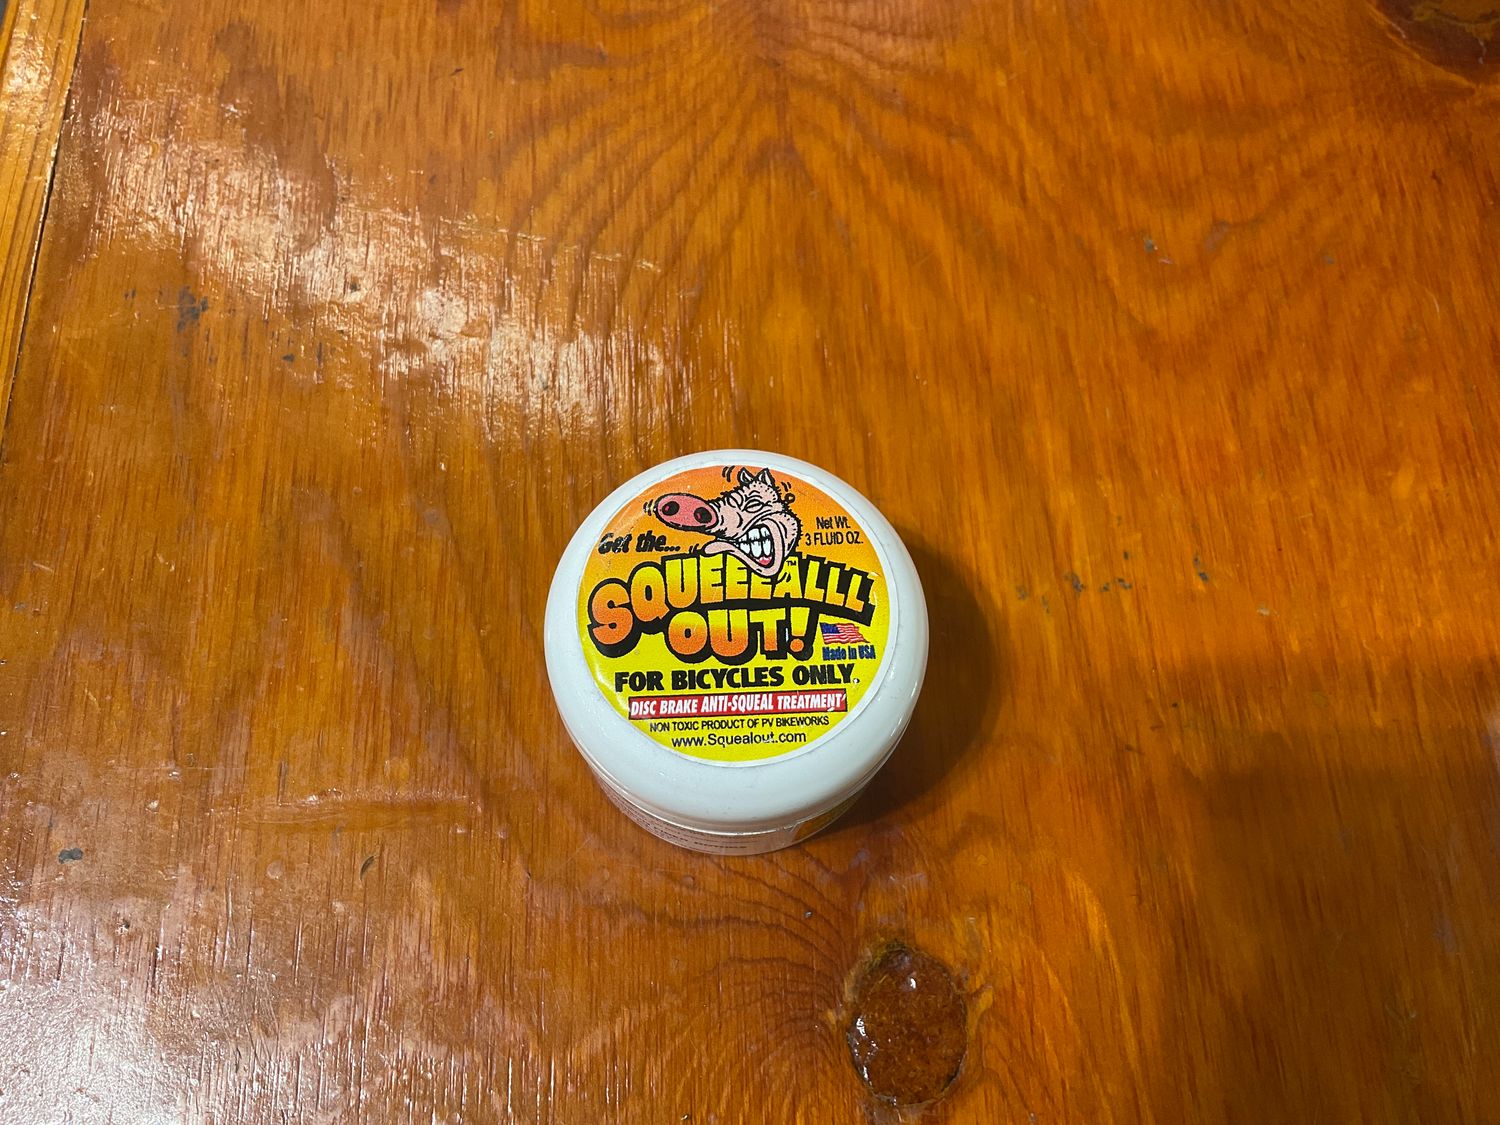 Get the...
Net Wt.
3 FLUID OZ.
SQUEEEALLL™
OUT!
Made in USA
FOR BICYCLES ONLY.
DISC BRAKE ANTI-SQUEAL TREATMENT
NON TOXIC PRODUCT OF PV BIKEWORKS
www.Squealout.com